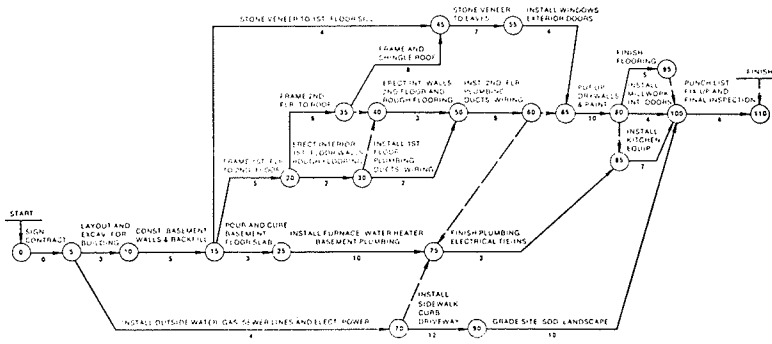 STONE VENEER TO 1ST. FLOOR SILL
4
45
STONE VENEER
TO EAVES
7
55
INSTALL WINDOWS
EXTERIOR DOORS
4
FRAME AND
SHINGLE ROOF
8
FRAME 2ND
FLR TO ROOF
9
35
40
ERECT INT. WALLS
2ND FLOOR AND
ROUGH FLOORING
3
50
INST. 2ND. FLR
PLUMBING
DUCTS WIRING
9
60
65
PUT UP
DRYWALLS
& PAINT
10
80
FINISH
FLOORING
5
95
INSTALL
MILLWORK
INT. DOORS
4
100
PUNCH LIST
FIX UP AND
FINAL INSPECTION
6
FINISH
110
FRAME 1ST. FLR
TO 2ND. FLOOR
5
20
ERECT INTERIOR
1ST. FLOOR WALLS
ROUGH FLOORING
2
30
INSTALL 1ST
FLOOR
PLUMBING
DUCTS WIRING
7
INSTALL
KITCHEN
EQUIP
85
7
START
0
SIGN
CONTRACT
0
5
LAYOUT AND
EXCAV. FOR
BUILDING
3
10
CONST. BASEMENT
WALLS & BACKFILL
5
15
POUR AND CURE
BASEMENT
FLOOR SLAB
3
25
INSTALL FURNACE WATER HEATER
BASEMENT PLUMBING
10
75
FINISH PLUMBING
ELECTRICAL TIE-INS
3
INSTALL OUTSIDE WATER, GAS, SEWER LINES AND ELECT. POWER
4
70
INSTALL
SIDEWALK
CURB
DRIVEWAY
12
90
GRADE SITE SOD LANDSCAPE
10